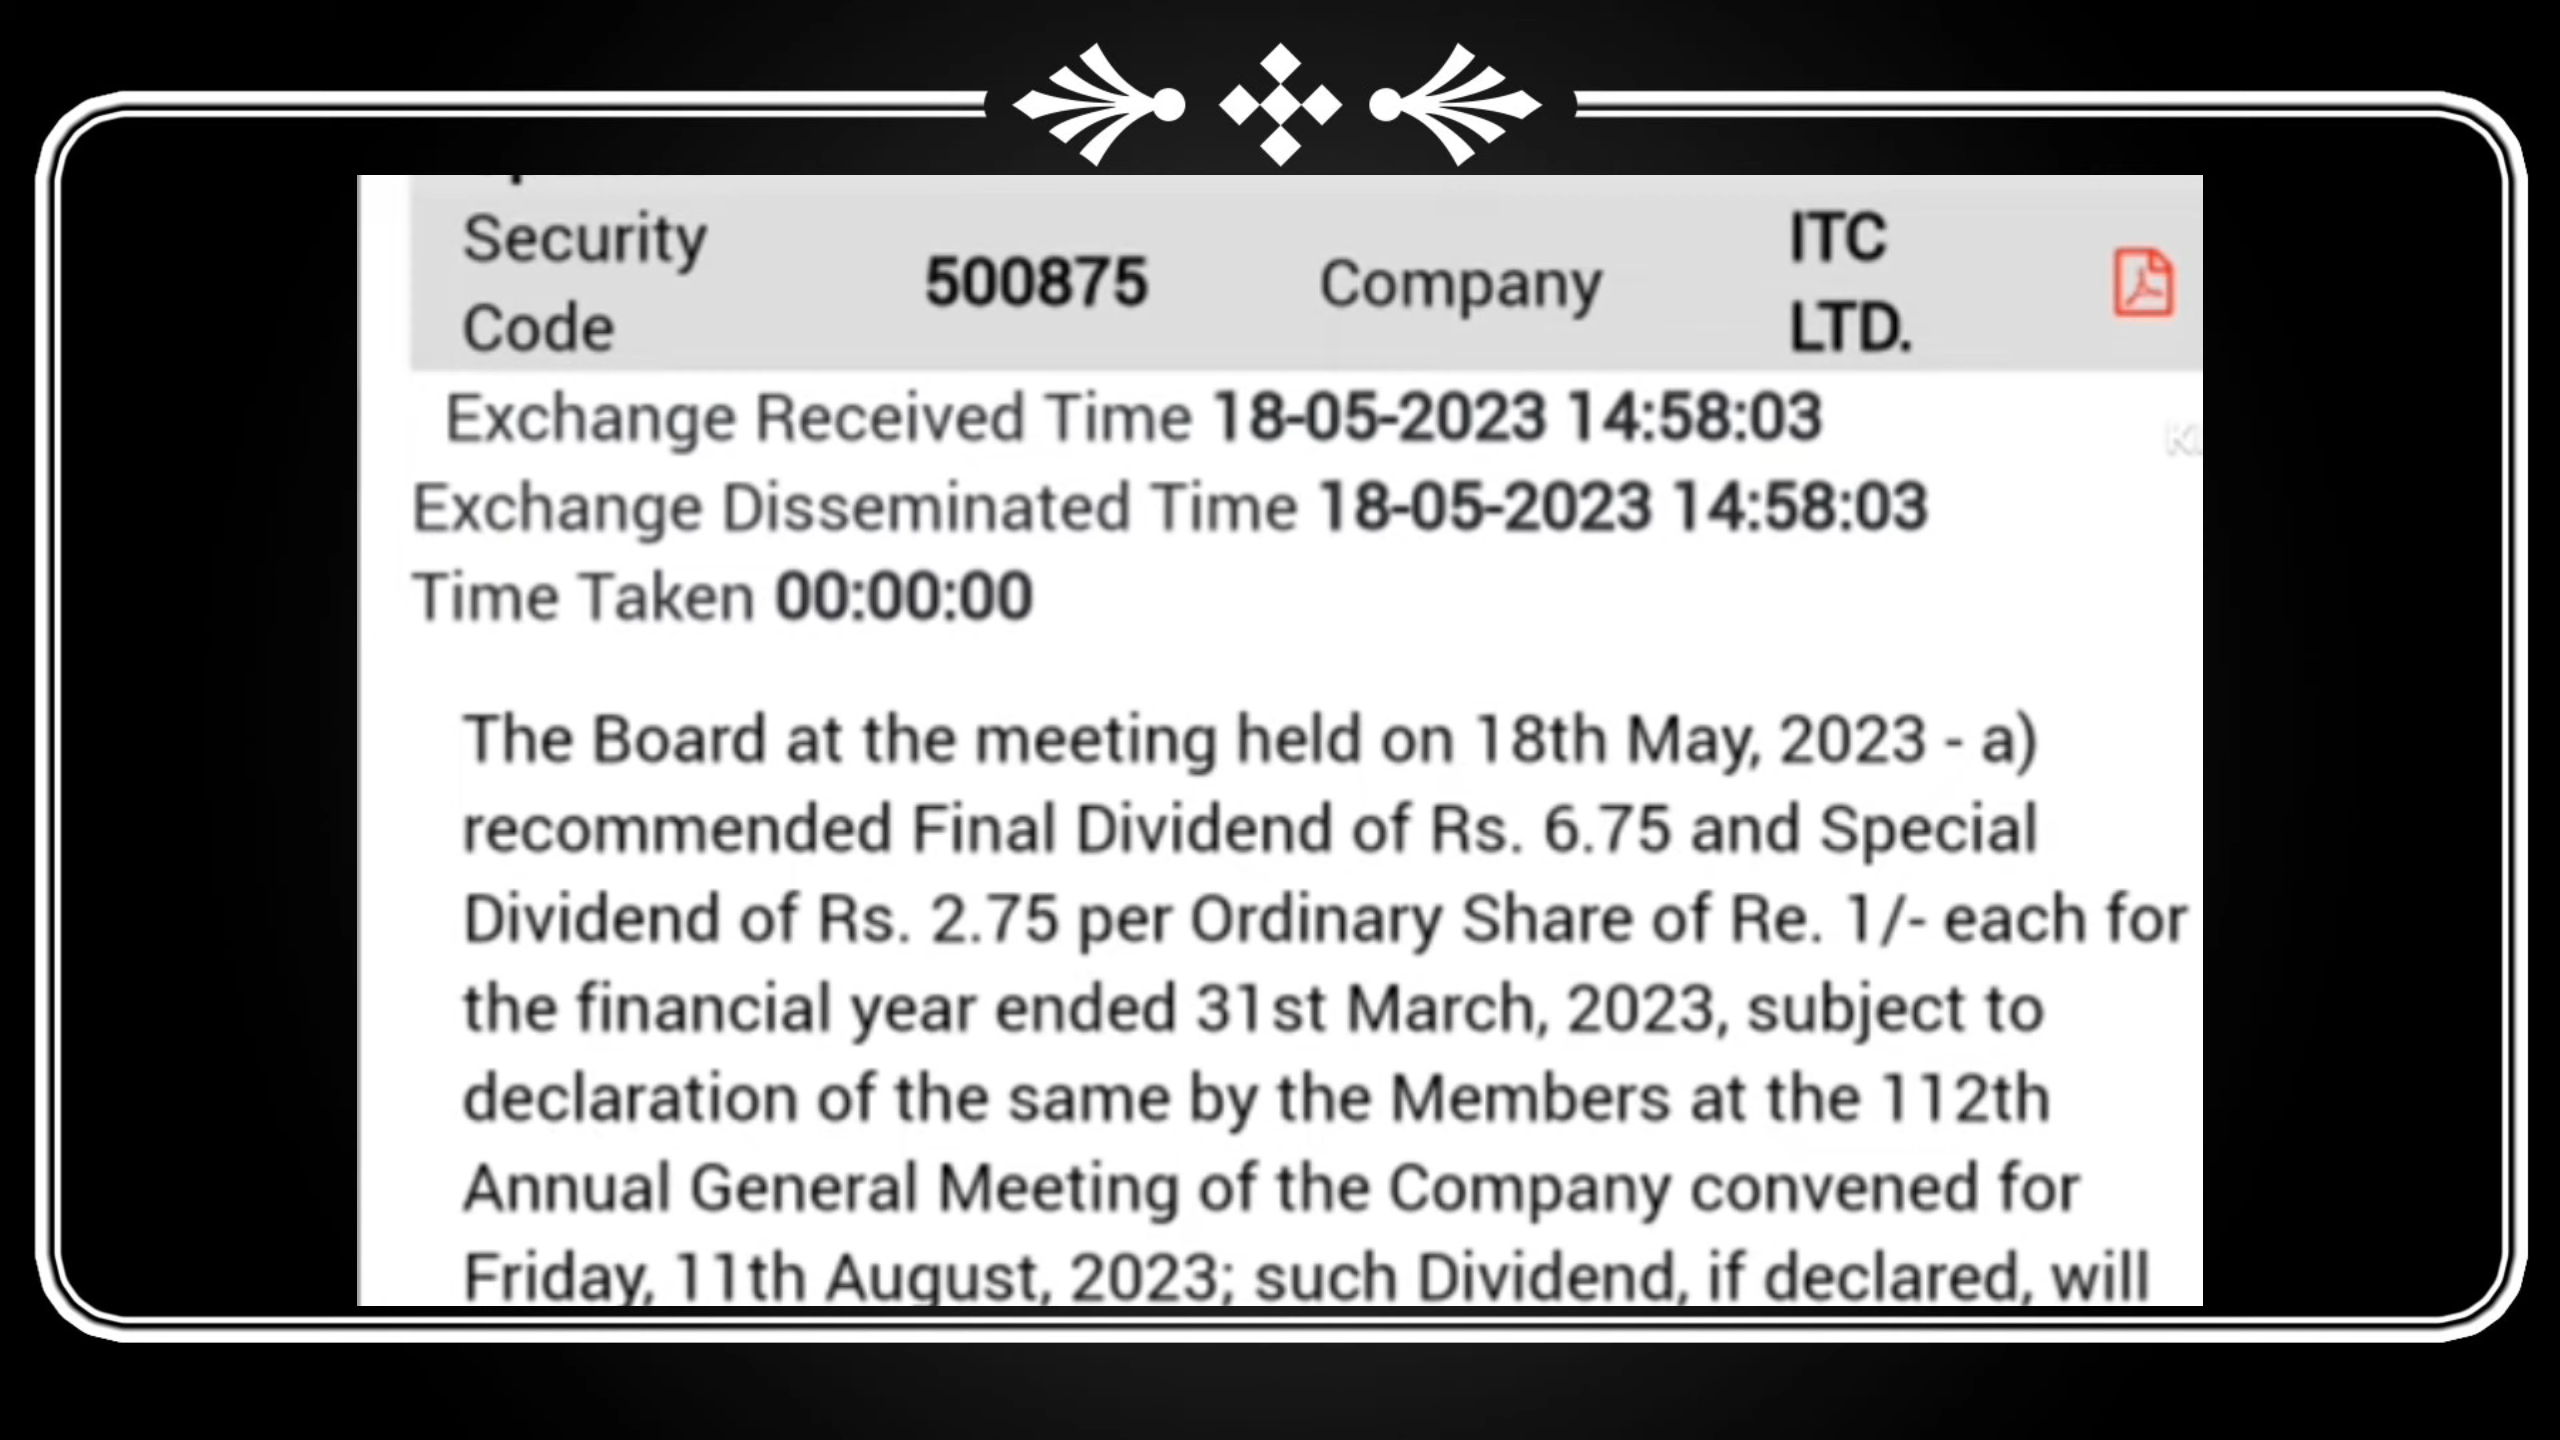 Security Code 500875 Company ITC LTD.
Exchange Received Time 18-05-2023 14:58:03
Exchange Disseminated Time 18-05-2023 14:58:03
Time Taken 00:00:00
The Board at the meeting held on 18th May, 2023 - a)
recommended Final Dividend of Rs. 6.75 and Special
Dividend of Rs. 2.75 per Ordinary Share of Re. 1/- each for
the financial year ended 31st March, 2023, subject to
declaration of the same by the Members at the 112th
Annual General Meeting of the Company convened for
Friday, 11th August, 2023; such Dividend, if declared, will